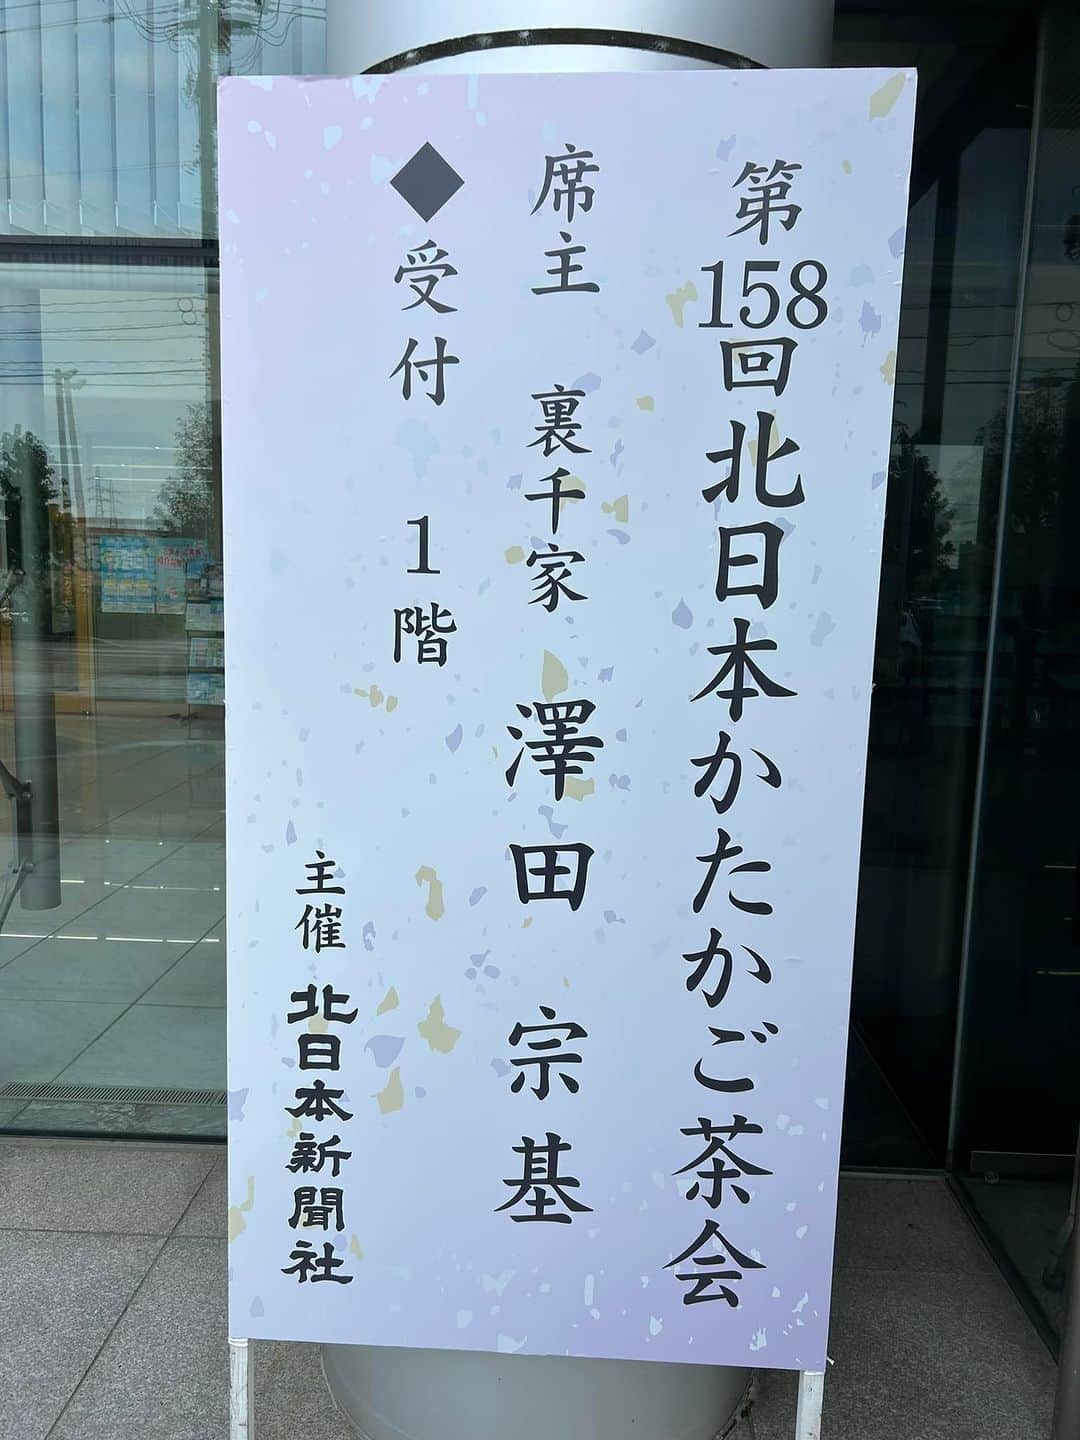 第158回北日本かたかご茶会
席主 裏千家 澤田 宗基
◆受付 1階
主催 北日本新聞社